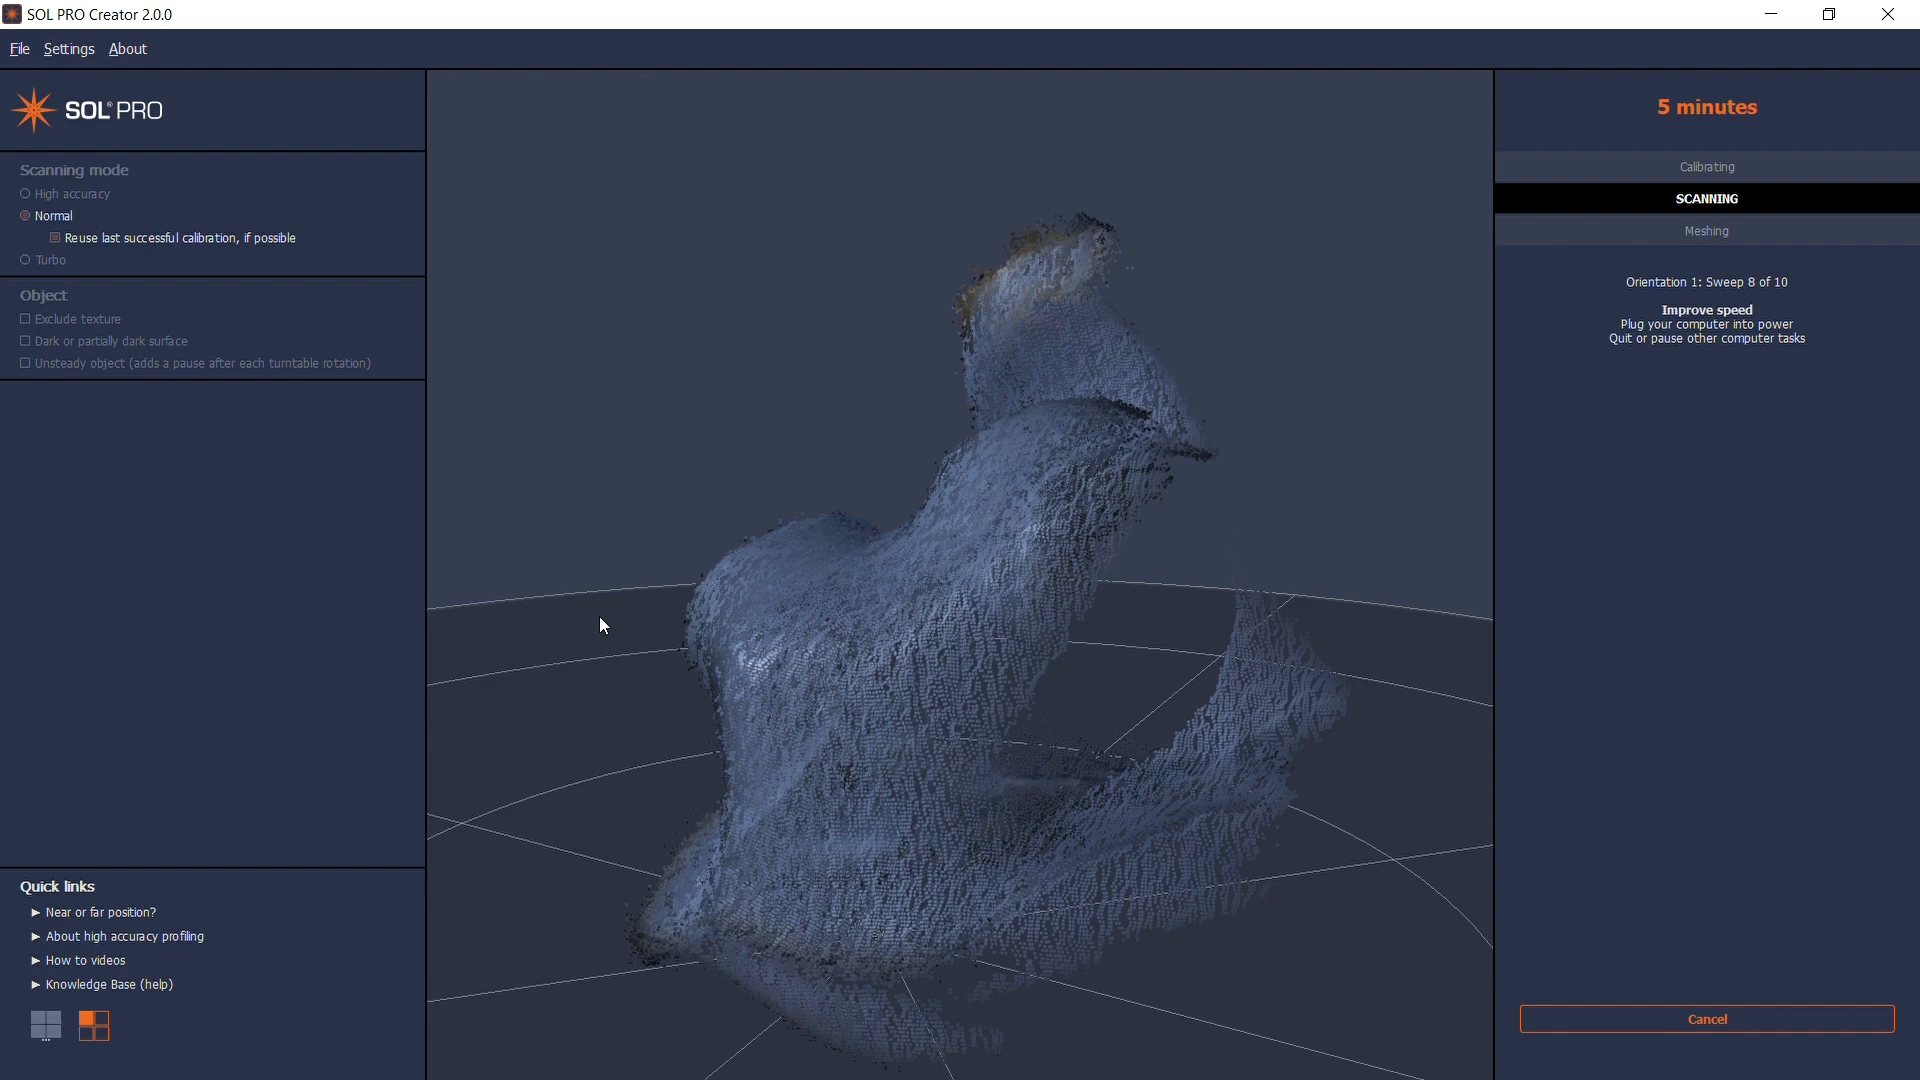 SOL PRO Creator 2.0.0
File Settings About
SOL® PRO
Scanning mode
High accuracy
Normal
Reuse last successful calibration, if possible
Turbo
Object
Exclude texture
Dark or partially dark surface
Unsteady object (adds a pause after each turntable rotation)
Quick links
► Near or far position?
► About high accuracy profiling
► How to videos
► Knowledge Base (help)
5 minutes
Calibrating
SCANNING
Meshing
Orientation 1: Sweep 8 of 10
Improve speed
Plug your computer into power
Quit or pause other computer tasks
Cancel